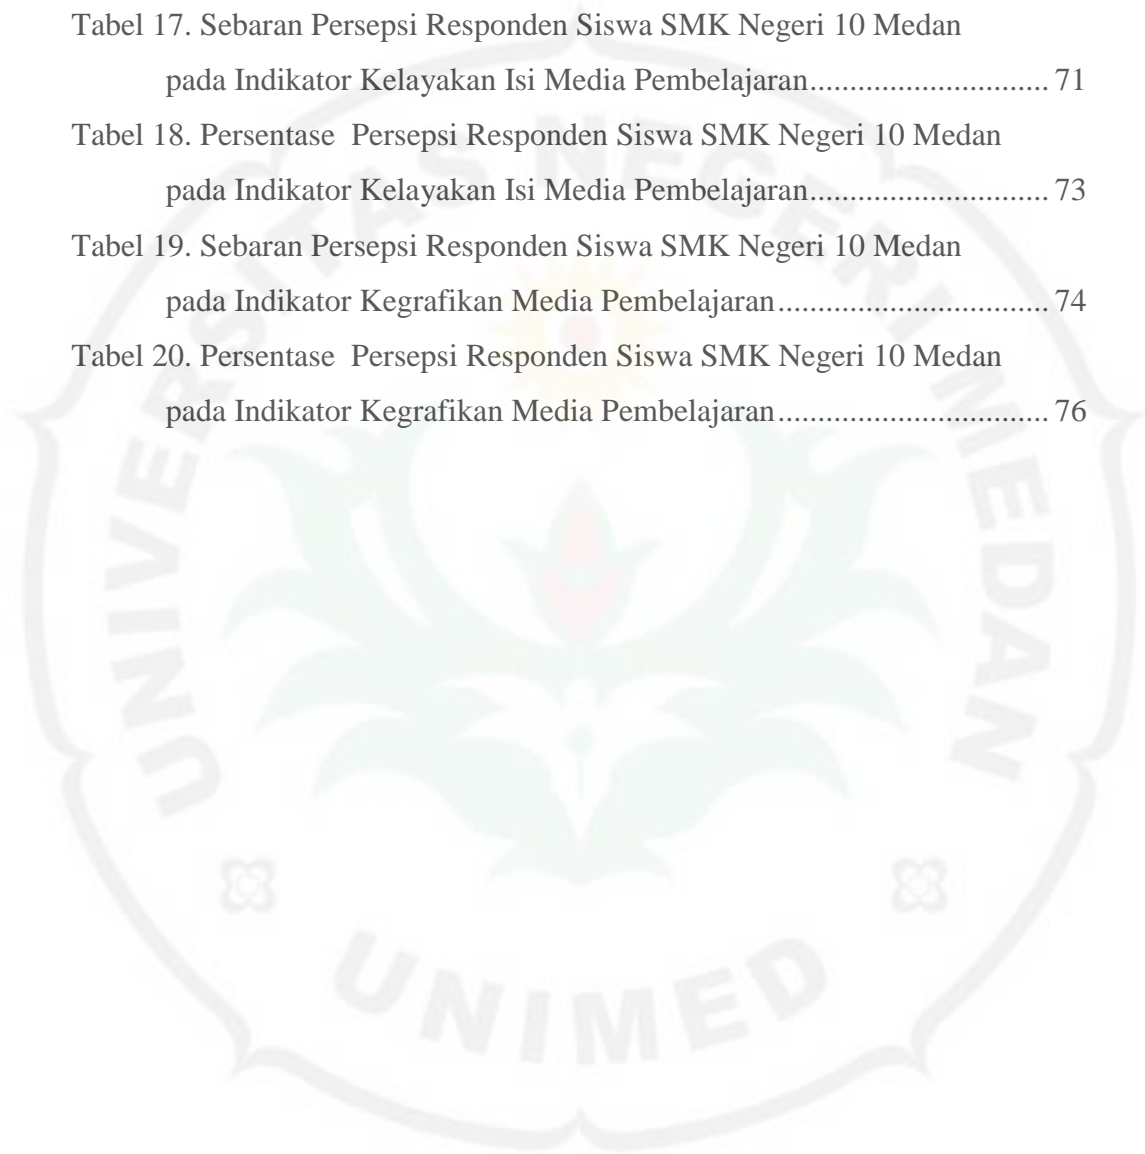 Tabel 17. Sebaran Persepsi Responden Siswa SMK Negeri 10 Medan
pada Indikator Kelayakan Isi Media Pembelajaran.............................. 71
Tabel 18. Persentase  Persepsi Responden Siswa SMK Negeri 10 Medan
pada Indikator Kelayakan Isi Media Pembelajaran.............................. 73
Tabel 19. Sebaran Persepsi Responden Siswa SMK Negeri 10 Medan
pada Indikator Kegrafikan Media Pembelajaran.................................. 74
Tabel 20. Persentase  Persepsi Responden Siswa SMK Negeri 10 Medan
pada Indikator Kegrafikan Media Pembelajaran.................................. 76
UNIVERSITAS NEGERI MEDAN
UNIMED